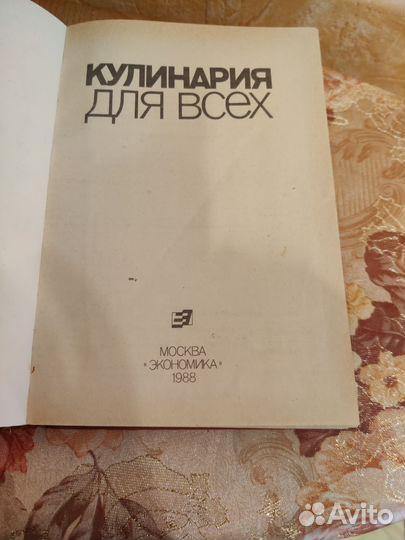 КУЛИНАРИЯ
ДЛЯ ВСЕХ
МОСКВА
"ЭКОНОМИКА"
1988
Avito